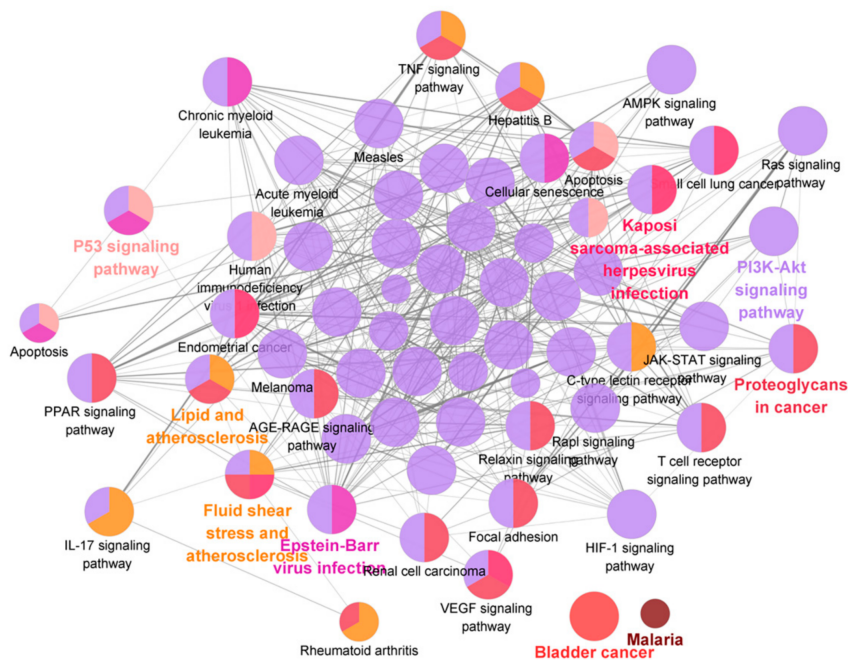 TNF signaling
pathway
Chronic myeloid
leukemia
Hepatitis B
AMPK signaling
pathway
Measles
Acute myeloid
leukemia
Cellular senescence
Apoptosis
Small cell lung cancer
Ras signaling
pathway
P53 signaling
pathway
Human
immunodeficiency
virus 1 infection
Kaposi
sarcoma-associated
herpesvirus
infecction
PI3K-Akt
signaling
pathway
Apoptosis
Endometrial cancer
JAK-STAT signaling
pathway
PPAR signaling
pathway
Lipid and
atherosclerosis
Melanoma
C-type lectin receptor
signaling pathway
Proteoglycans
in cancer
AGE-RAGE signaling
pathway
Relaxin signaling
pathway
Rapl signaling
pathway
T cell receptor
signaling pathway
IL-17 signaling
pathway
Fluid shear
stress and
atherosclerosis
Epstein-Barr
virus infection
Focal adhesion
HIF-1 signaling
pathway
Renal cell carcinoma
VEGF signaling
pathway
Rheumatoid arthritis
Bladder cancer
Malaria